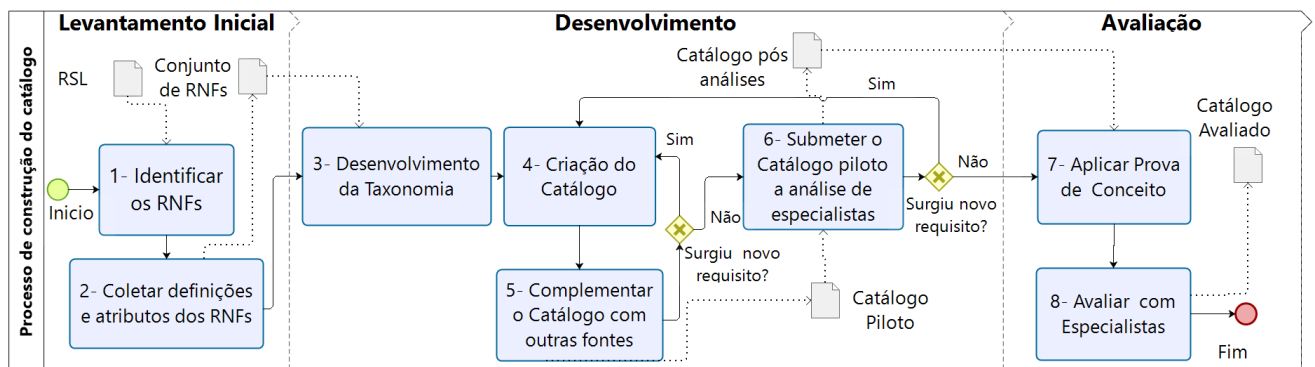 Processo de construção do catálogo
Levantamento Inicial
Desenvolvimento
Avaliação
RSL
Conjunto
de RNFs
Inicio
1- Identificar
os RNFs
2- Coletar definições
e atributos dos RNFs
3- Desenvolvimento
da Taxonomia
4- Criação do
Catálogo
5- Complementar
o Catálogo com
outras fontes
Sim
Não
Surgiu novo
requisito?
Catálogo
Piloto
Catálogo pós
análises
6- Submeter o
Catálogo piloto
a análise de
especialistas
Sim
Não
Surgiu novo
requisito?
7- Aplicar Prova
de Conceito
8- Avaliar com
Especialistas
Catálogo
Avaliado
Fim